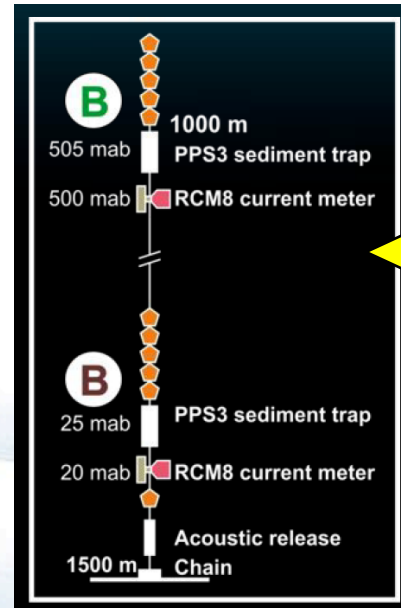 B
1000 m
505 mab PPS3 sediment trap
500 mab RCM8 current meter
B
25 mab PPS3 sediment trap
20 mab RCM8 current meter
Acoustic release
1500 m Chain